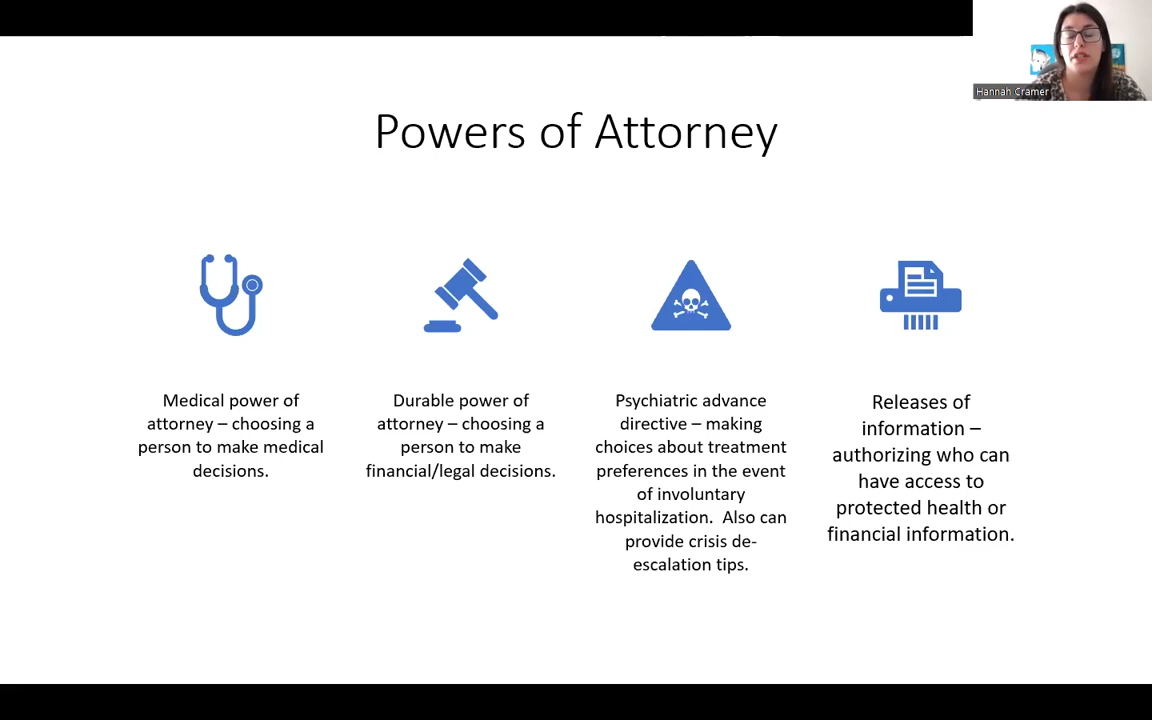 Hannah Cramer
Powers of Attorney
Medical power of
attorney – choosing a
person to make medical
decisions.
Durable power of
attorney – choosing a
person to make
financial/legal decisions.
Psychiatric advance
directive – making
choices about treatment
preferences in the event
of involuntary
hospitalization.  Also can
provide crisis de-
escalation tips.
Releases of
information –
authorizing who can
have access to
protected health or
financial information.